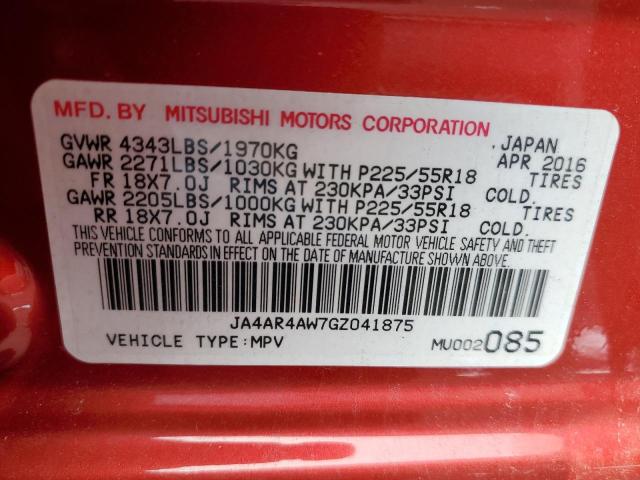 MFD. BY MITSUBISHI MOTORS CORPORATION
GVWR 4343LBS/1970KG , JAPAN
GAWR 2271LBS/1030KG WITH P225/55R18 APR 2016
FR 18X7.0J RIMS AT 230KPA/33PSI COLD. TIRES
GAWR 2205LBS/1000KG WITH P225/55R18
RR 18X7.0J RIMS AT 230KPA/33PSI COLD. TIRES
THIS VEHICLE CONFORMS TO ALL APPLICABLE FEDERAL MOTOR VEHICLE SAFETY AND THEFT
PREVENTION STANDARDS IN EFFECT ON THE DATE OF MANUFACTURE SHOWN ABOVE.
JA4AR4AW7GZ041875
VEHICLE TYPE:MPV MU002085